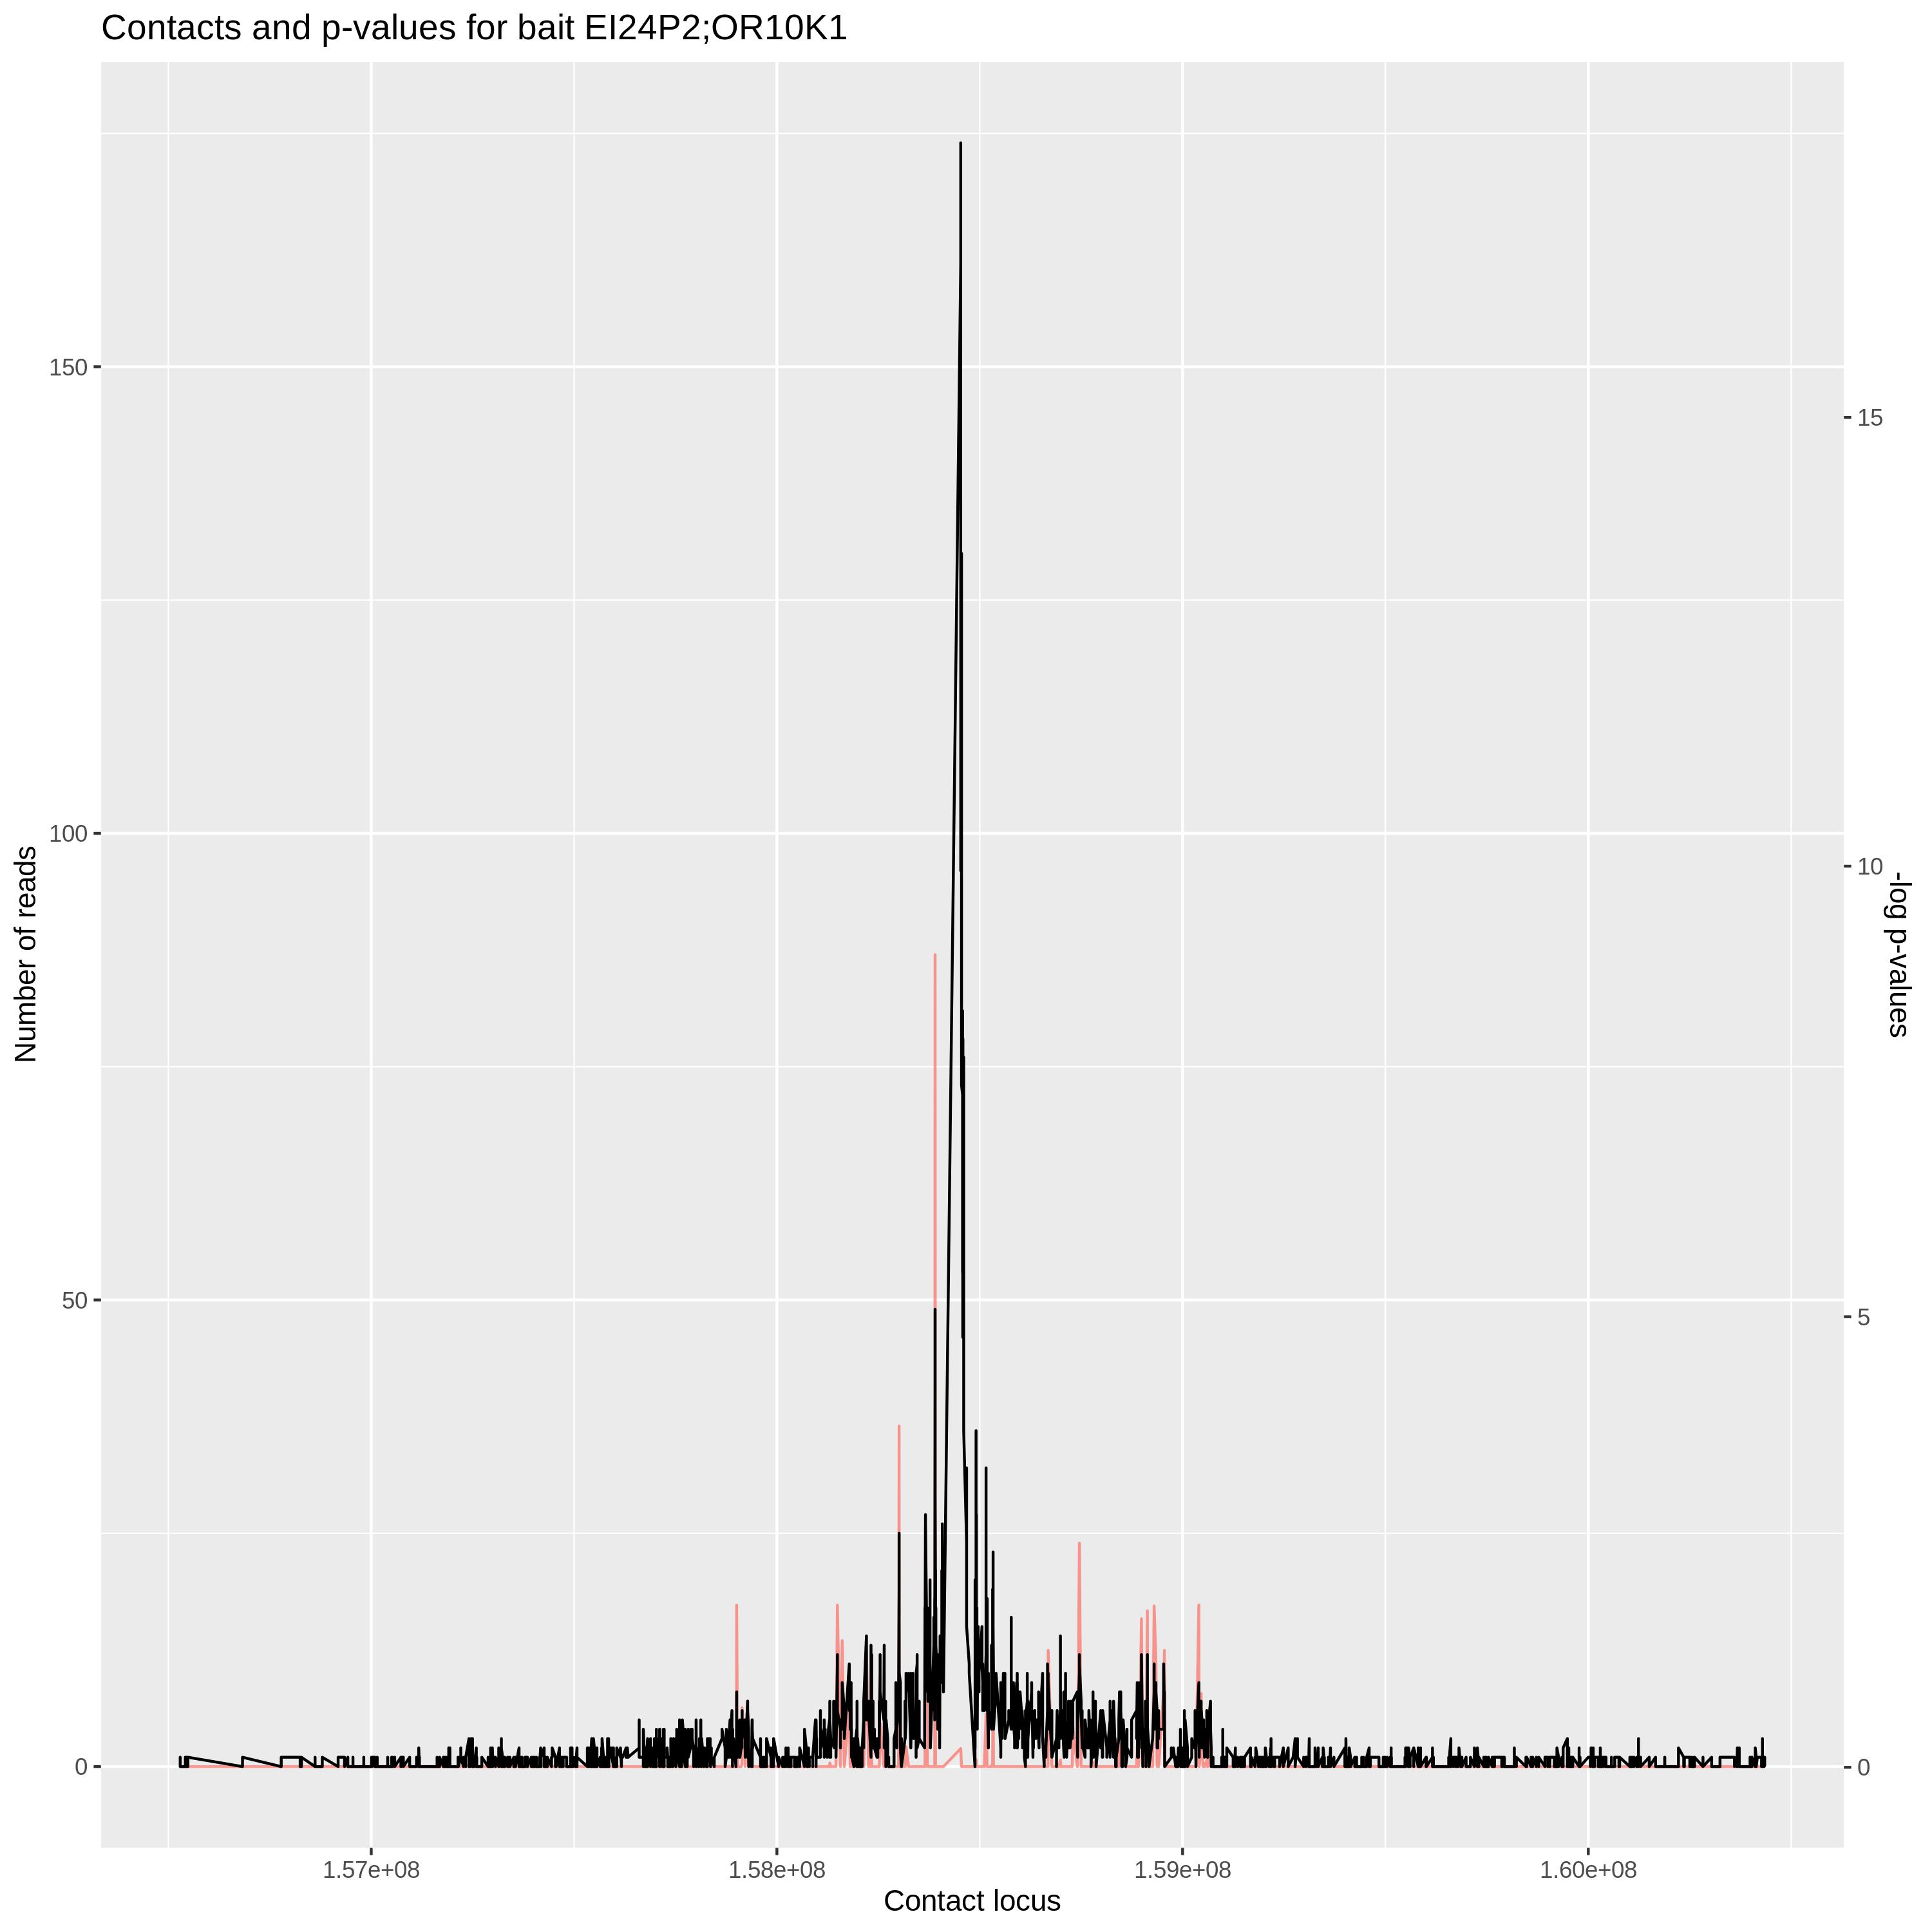 Contacts and p-values for bait EI24P2;OR10K1
150
100
50
0
Number of reads
15
10
5
0
-log p-values
1.57e+08
1.58e+08
1.59e+08
1.60e+08
Contact locus